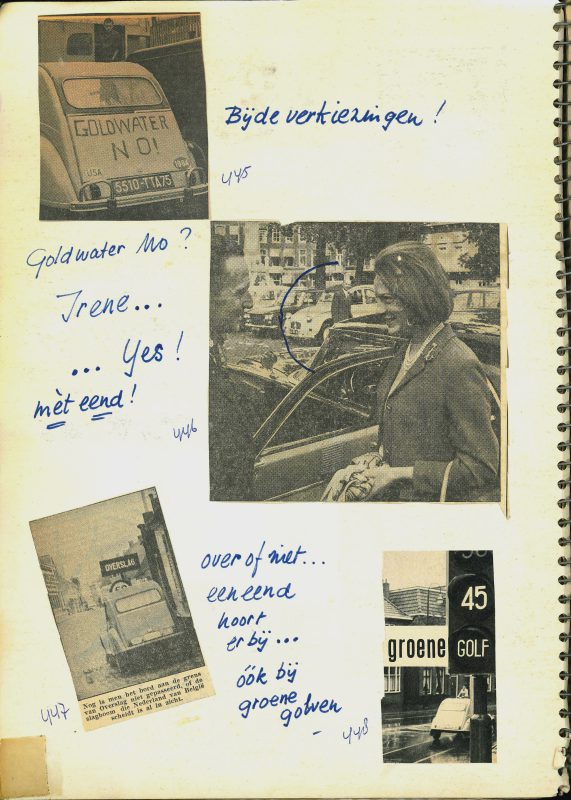 GOLDWATER
NO!
USA
1964
5510-TTA75
Bij de verkiezingen!
445
Goldwater No?
Irene...
... Yes!
mèt eend!
446
OVERSLAG
Nog is men het bord aan de grens
van Overslag niet gepasseerd, of de
slagboom die Nederland van België
scheidt is al in zicht.
447
over of niet...
een eend
hoort
erbij...
óók bij
groene
golven
448
50
45
groene GOLF